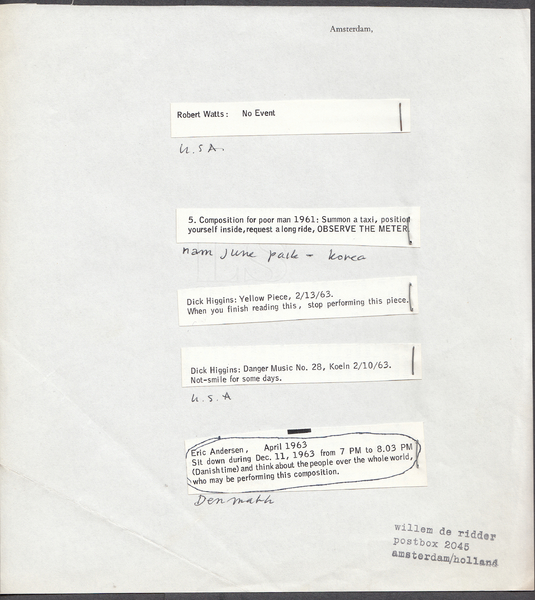 Amsterdam,
Robert Watts: No Event
U.S.A.
5. Composition for poor man 1961: Summon a taxi, position
yourself inside, request a long ride, OBSERVE THE METER
nam june paik - korea
Dick Higgins: Yellow Piece, 2/13/63.
When you finish reading this, stop performing this piece.
Dick Higgins: Danger Music No. 28, Koeln 2/10/63.
Not-smile for some days.
U.S.A
Eric Andersen, April 1963
Sit down during Dec. 11, 1963 from 7 PM to 8.03 PM
(Danish time) and think about the people over the whole world,
who may be performing this composition.
Denmark
willem de ridder
postbox 2045
amsterdam/holland